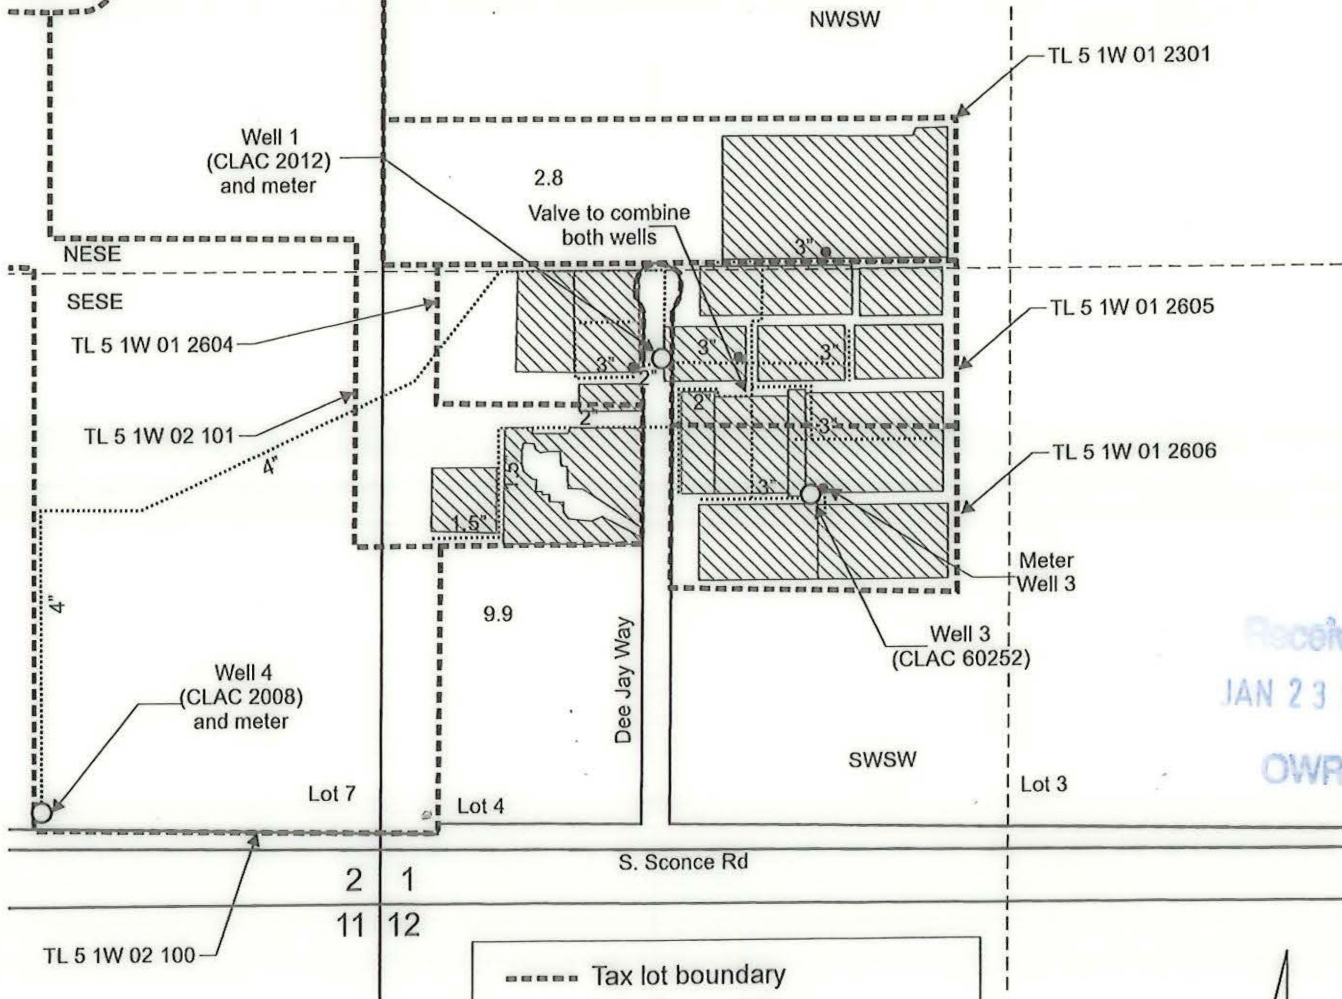 NWSW
TL 5 1W 01 2301
Well 1
(CLAC 2012)
and meter
2.8
Valve to combine
both wells
3"
NESE
SESE
TL 5 1W 01 2604
TL 5 1W 01 2605
3"
2"
3"
3"
2"
2"
3"
TL 5 1W 02 101
4"
1.5"
1.5"
3"
TL 5 1W 01 2606
Meter
Well 3
4"
9.9
Dee Jay Way
Well 3
(CLAC 60252)
Well 4
(CLAC 2008)
and meter
JAN 23
OWR
SWSW
Lot 7
Lot 4
Lot 3
S. Sconce Rd
2 1
11 12
TL 5 1W 02 100
Tax lot boundary